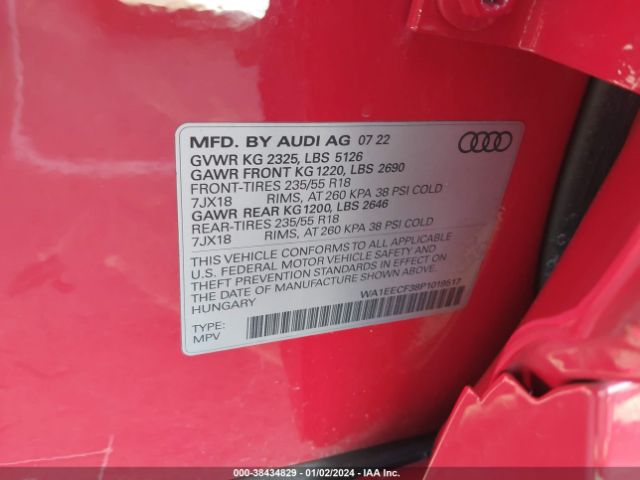 MFD. BY AUDI AG 07 22
GVWR KG 2325, LBS 5126
GAWR FRONT KG 1220, LBS 2690
FRONT-TIRES 235/55 R18
7JX18 RIMS, AT 260 KPA 38 PSI COLD
GAWR REAR KG1200, LBS 2646
REAR-TIRES 235/55 R18
7JX18 RIMS, AT 260 KPA 38 PSI COLD
THIS VEHICLE CONFORMS TO ALL APPLICABLE
U.S. FEDERAL MOTOR VEHICLE SAFETY AND
THEFT PREVENTION STANDARDS IN EFFECT ON
THE DATE OF MANUFACTURE SHOWN ABOVE.
HUNGARY
WA1EECF38P1019517
TYPE:
MPV
000-38434829 - 01/02/2024 - IAA Inc.